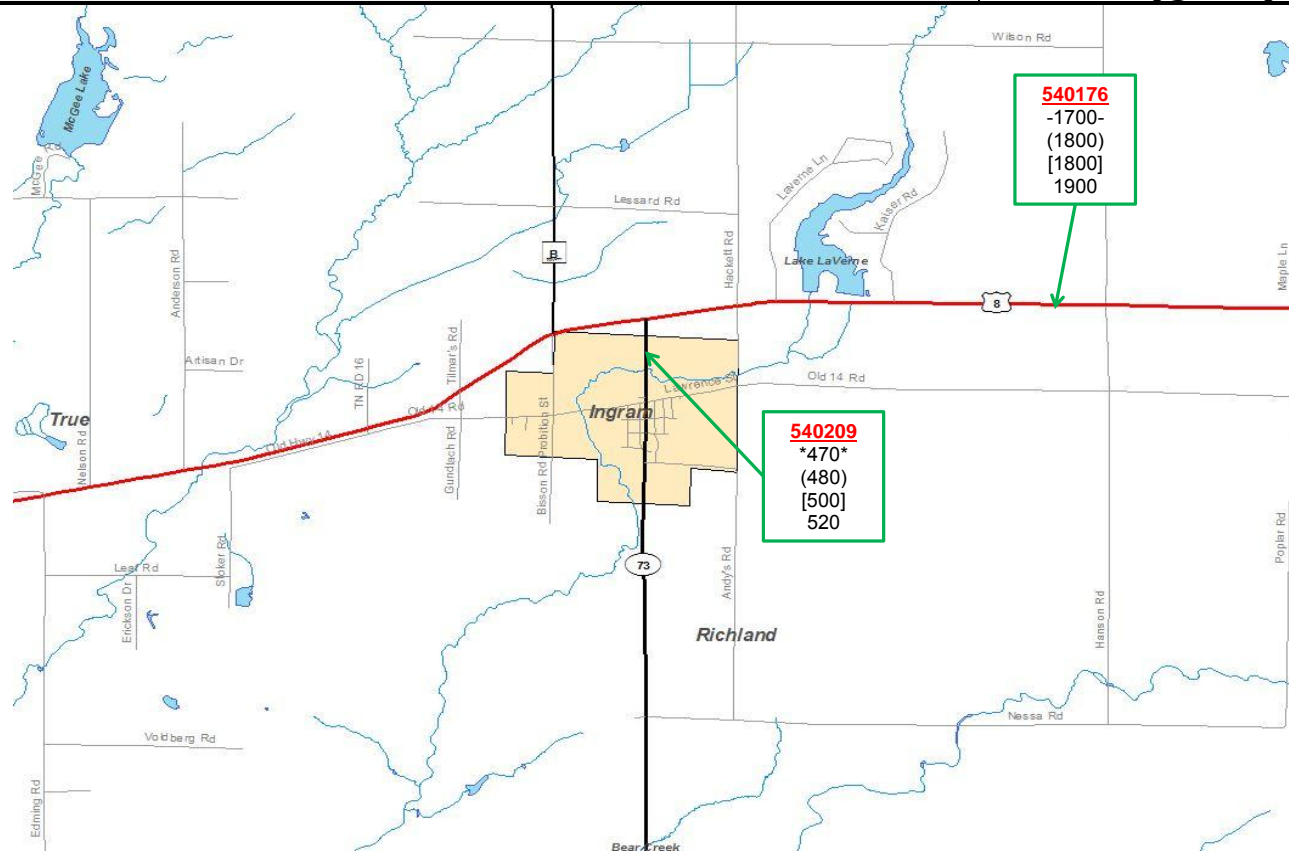 Wilson Rd
McGee Lake
540176
-1700-
(1800)
[1800]
1900
McGee Rd
Laverne Ln
Kaiser Rd
Lessard Rd
Anderson Rd
B
Hackett Rd
Lake LaVerne
Maple Ln
8
Tilmar's Rd
Artisan Dr
TN RD 16
Old 14 Rd
Lawrence St
Old 14 Rd
True
Ingram
Old Hwy 14
Nelson Rd
Gundlach Rd
Bisson Rd
Probition St
540209
*470*
(480)
[500]
520
Stoker Rd
Leaf Rd
Erickson Dr
73
Andy's Rd
Hanson Rd
Poplar Rd
Richland
Nessa Rd
Voldberg Rd
Edming Rd
Bear Creek